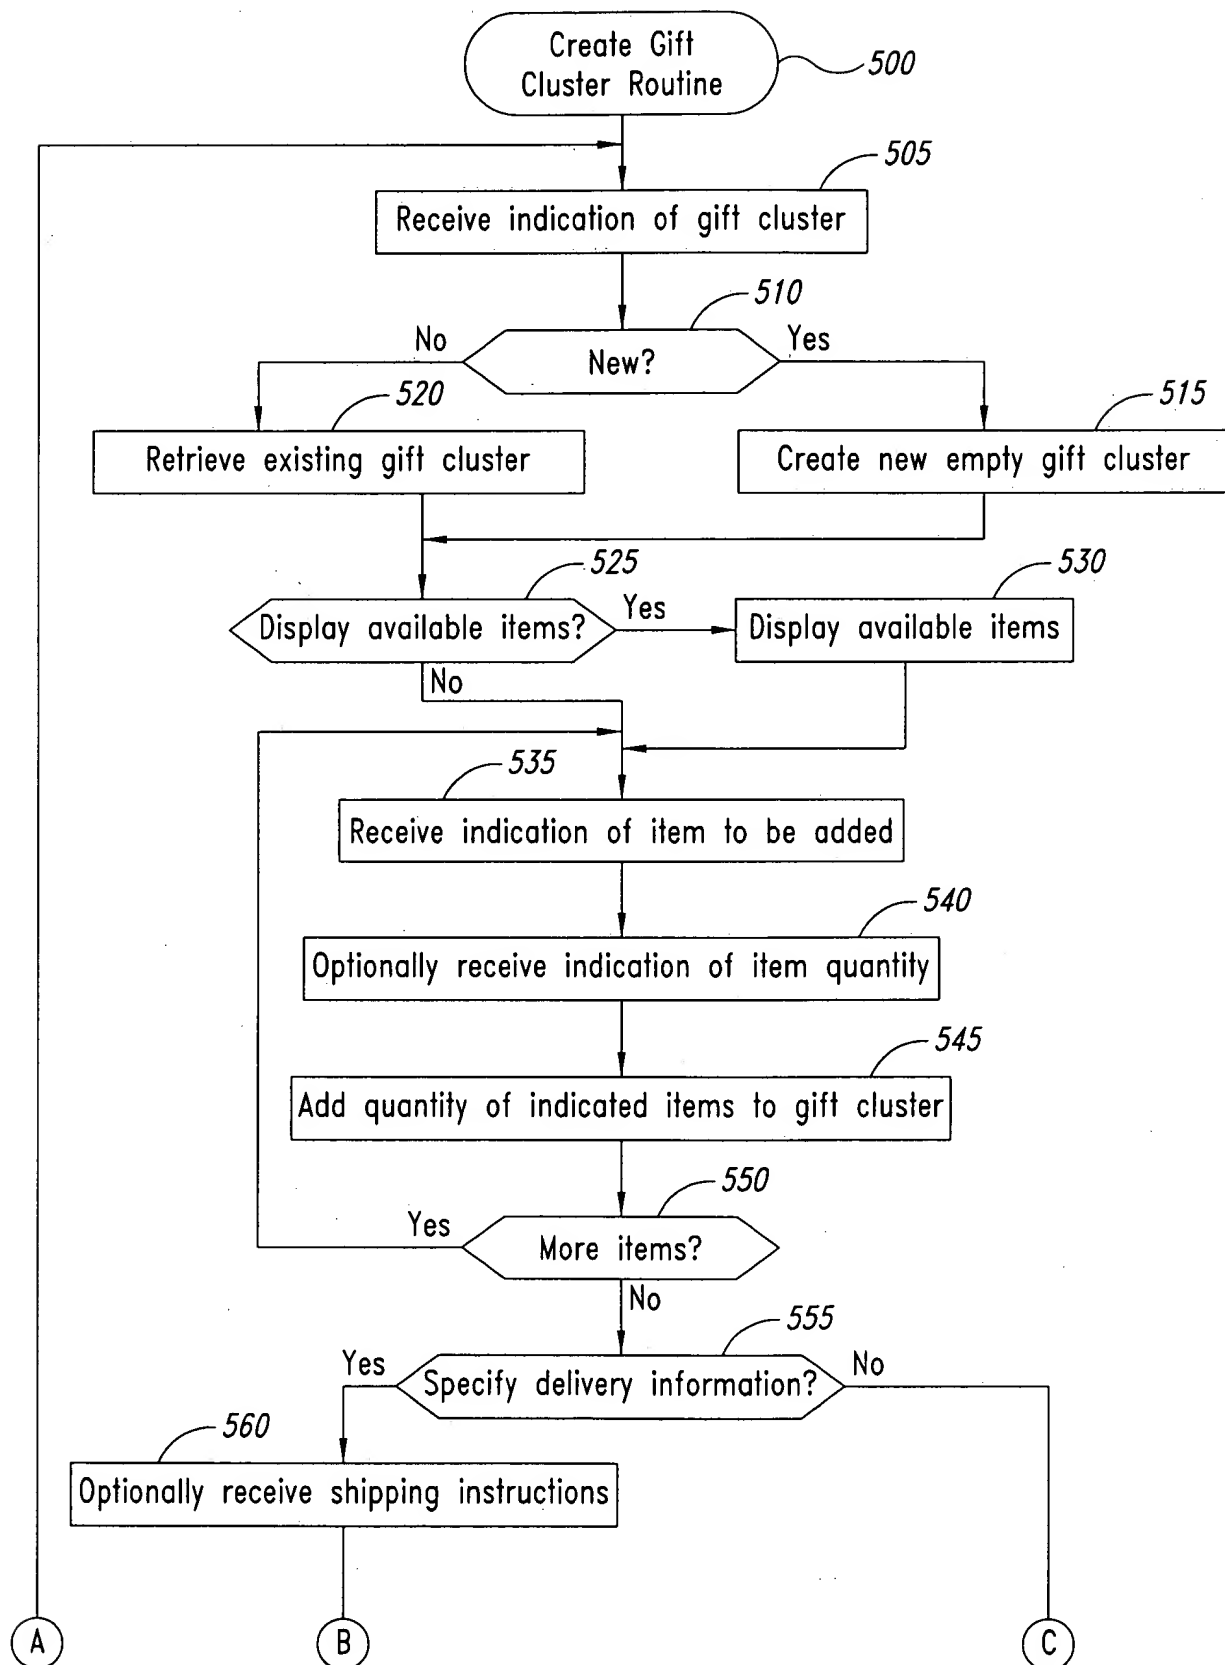 Create Gift
Cluster Routine
500
505
Receive indication of gift cluster
510
No
New?
Yes
520
515
Retrieve existing gift cluster
Create new empty gift cluster
525
530
Display available items?
Yes
Display available items
No
535
Receive indication of item to be added
540
Optionally receive indication of item quantity
545
Add quantity of indicated items to gift cluster
550
Yes
More items?
No
555
Yes
Specify delivery information?
No
560
Optionally receive shipping instructions
A
B
C